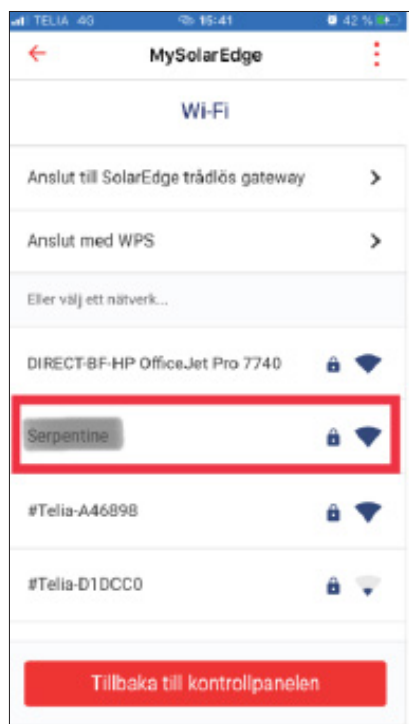 TELIA 4G 15:41 42 %
MySolarEdge
Wi-Fi
Anslut till SolarEdge trådlös gateway
Anslut med WPS
Eller välj ett nätverk...
DIRECT-BF-HP OfficeJet Pro 7740
Serpentine
#Telia-A46898
#Telia-D1DCC0
Tillbaka till kontrollpanelen